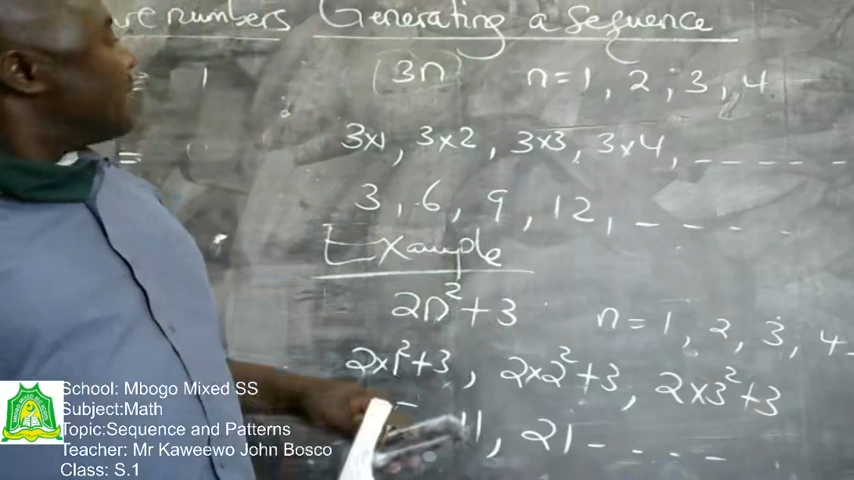 numbers Generating a Sequence
= 1
3n n = 1, 2, 3, 4
=
3x1, 3x2, 3x3, 3x4, -----
3, 6, 9, 12, ----
Example
2n²+3 n = 1, 2, 3, 4-
2x1²+3, 2x2²+3, 2x3²+3
11, 21 ----
School: Mbogo Mixed SS
Subject:Math
Topic:Sequence and Patterns
Teacher: Mr Kaweewo John Bosco
Class: S.1